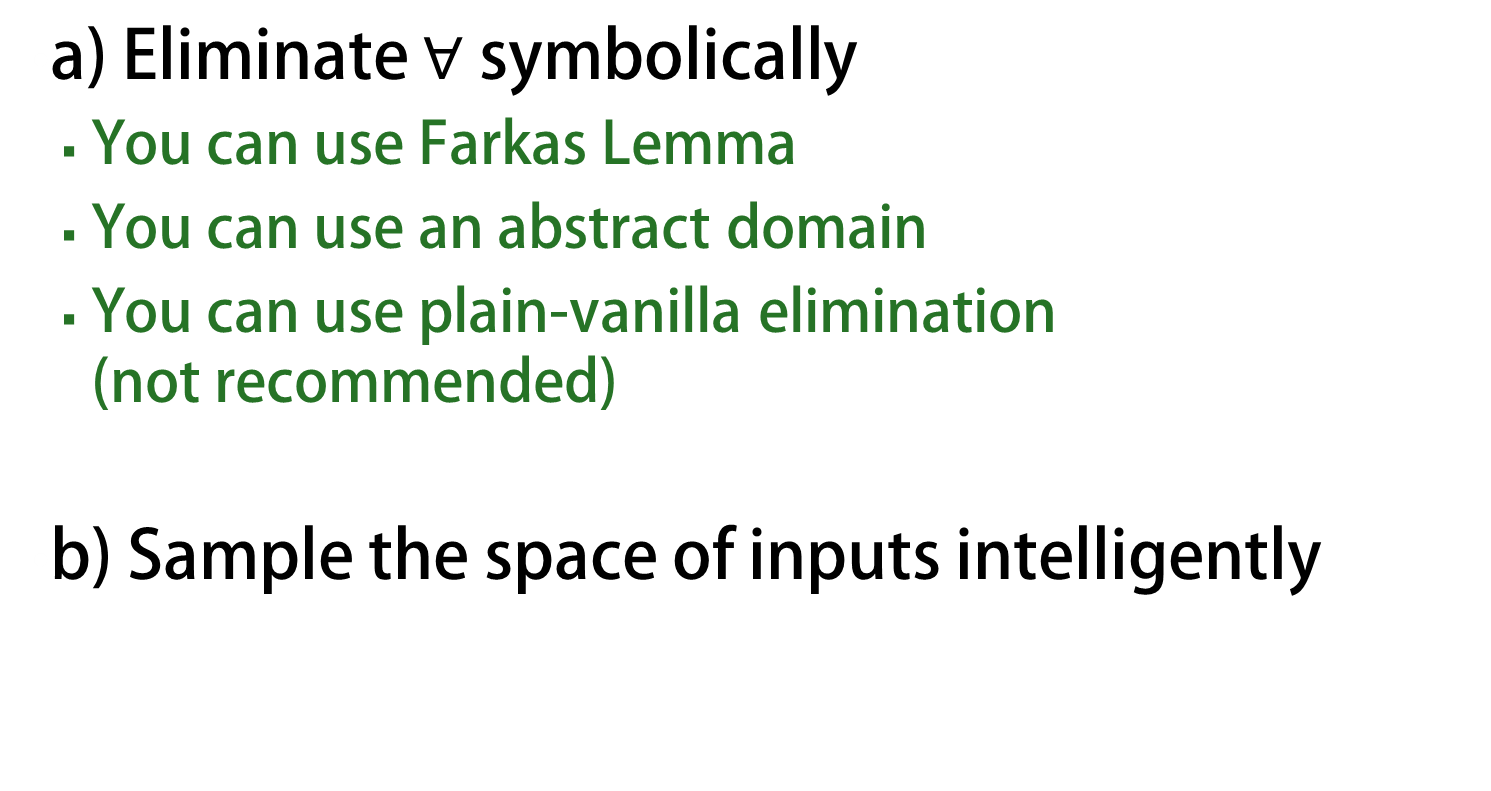 a) Eliminate ∀ symbolically
▪ You can use Farkas Lemma
▪ You can use an abstract domain
▪ You can use plain-vanilla elimination
(not recommended)
b) Sample the space of inputs intelligently